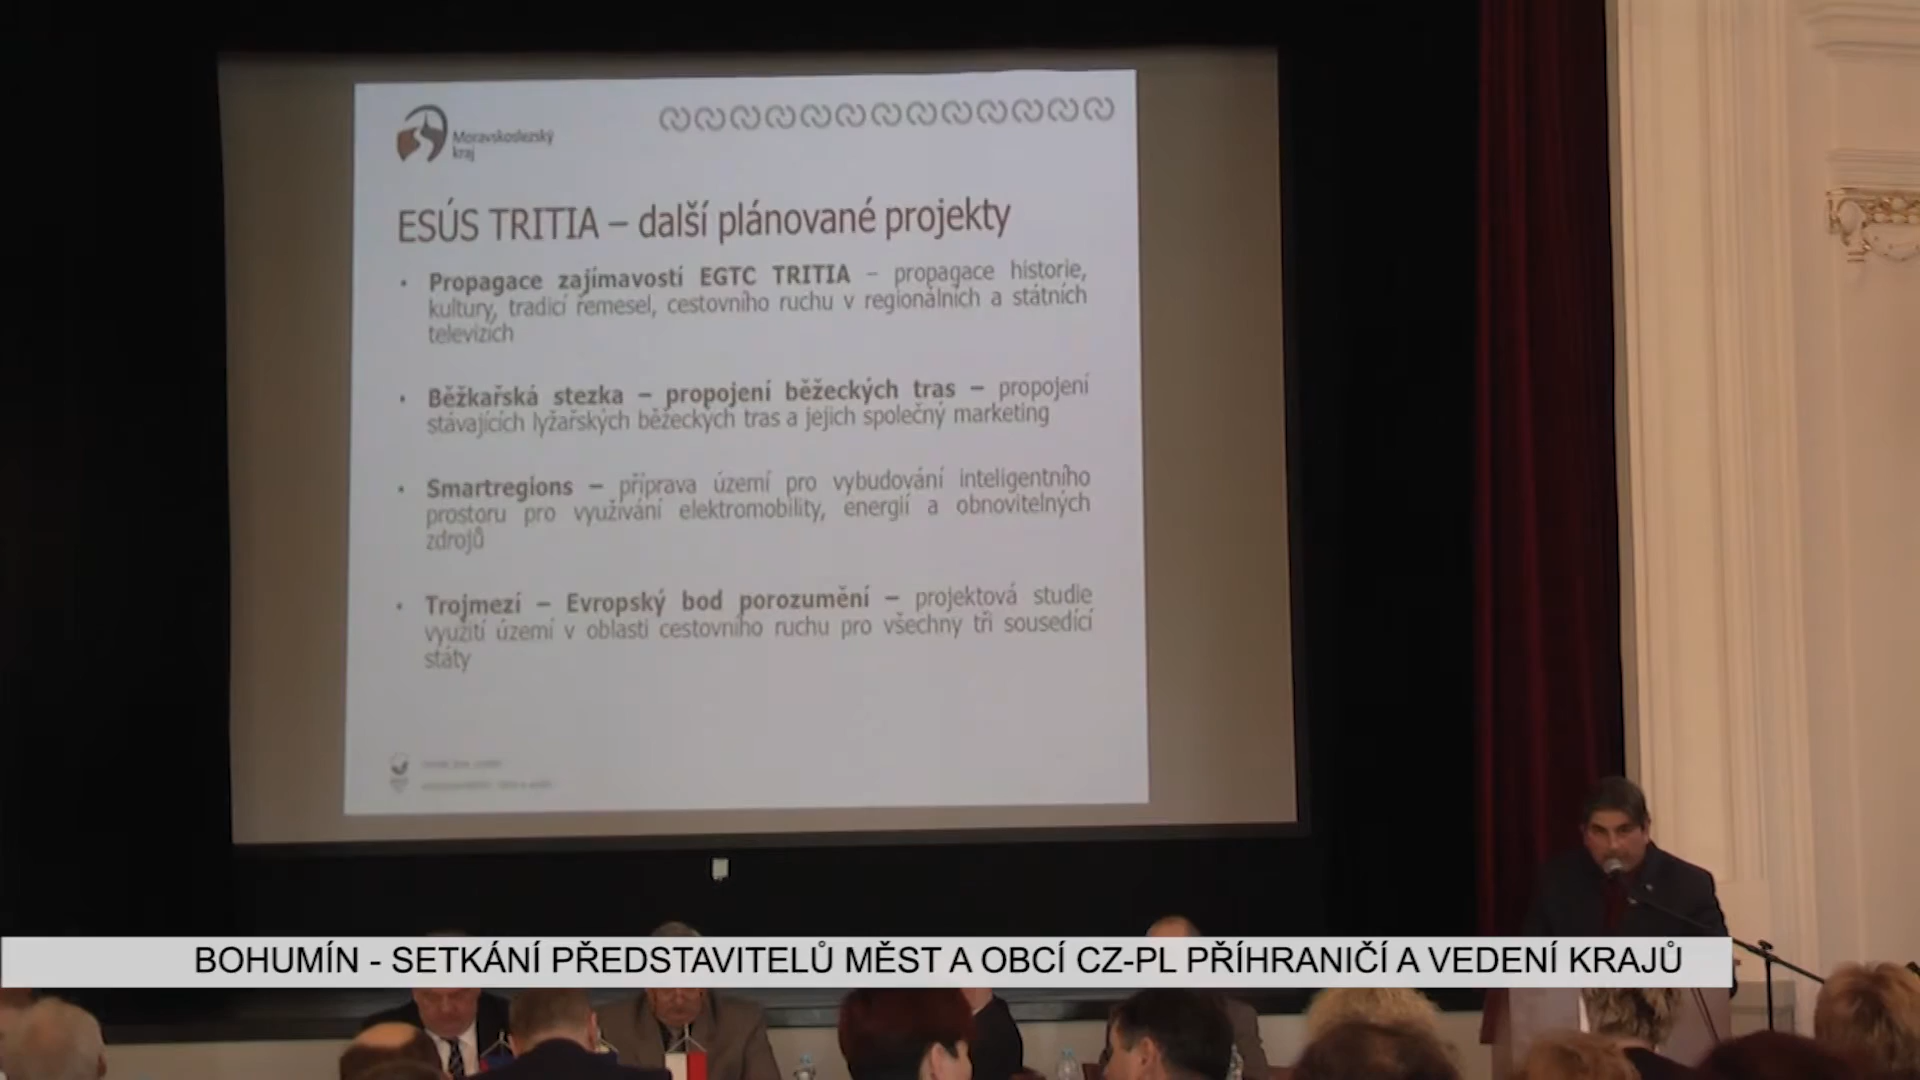 Moravskoslezský
kraj
ESÚS TRITIA – další plánované projekty
• Propagace zajímavostí EGTC TRITIA – propagace historie,
kultury, tradicí řemesel, cestovního ruchu v regionálních a státních
televizích
• Běžkařská stezka – propojení běžeckých tras – propojení
stávajících lyžařských běžeckých tras a jejich společný marketing
• Smartregions – příprava území pro vybudování inteligentního
prostoru pro využívání elektromobility, energií a obnovitelných
zdrojů
• Trojmezí – Evropský bod porozumění – projektová studie
využití území v oblasti cestovního ruchu pro všechny tři sousedící
státy
BOHUMÍN - SETKÁNÍ PŘEDSTAVITELŮ MĚST A OBCÍ CZ-PL PŘÍHRANIČÍ A VEDENÍ KRAJŮ